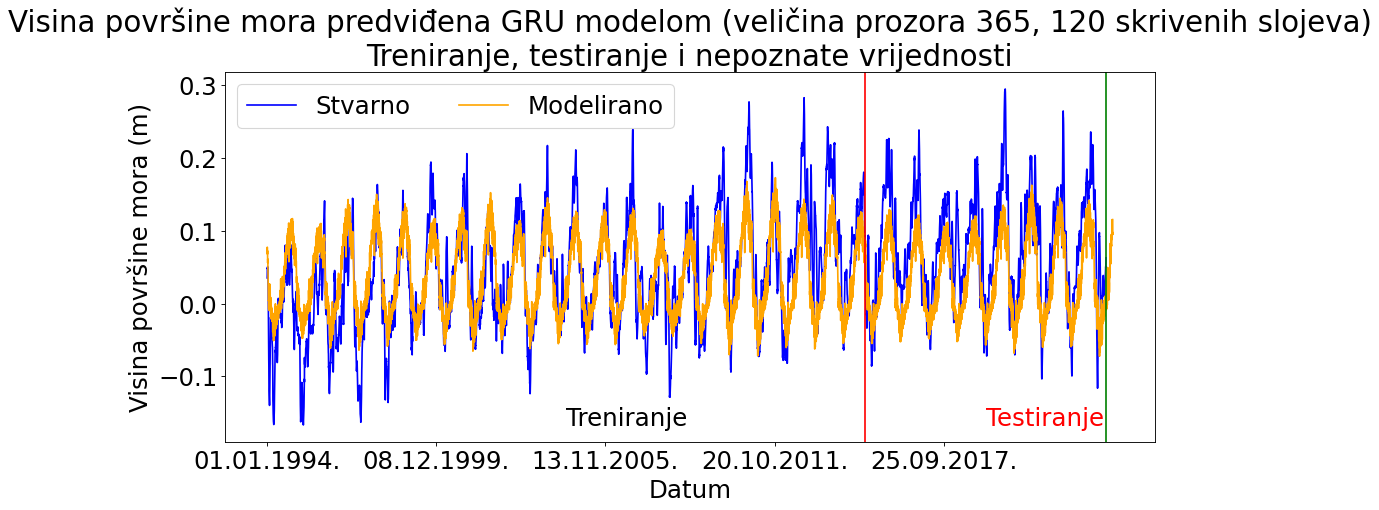 Visina površine mora predviđena GRU modelom (veličina prozora 365, 120 skrivenih slojeva)
Treniranje, testiranje i nepoznate vrijednosti
Stvarno
Modelirano
Visina površine mora (m)
0.3
0.2
0.1
0.0
−0.1
Treniranje
Testiranje
01.01.1994.
08.12.1999.
13.11.2005.
20.10.2011.
25.09.2017.
Datum